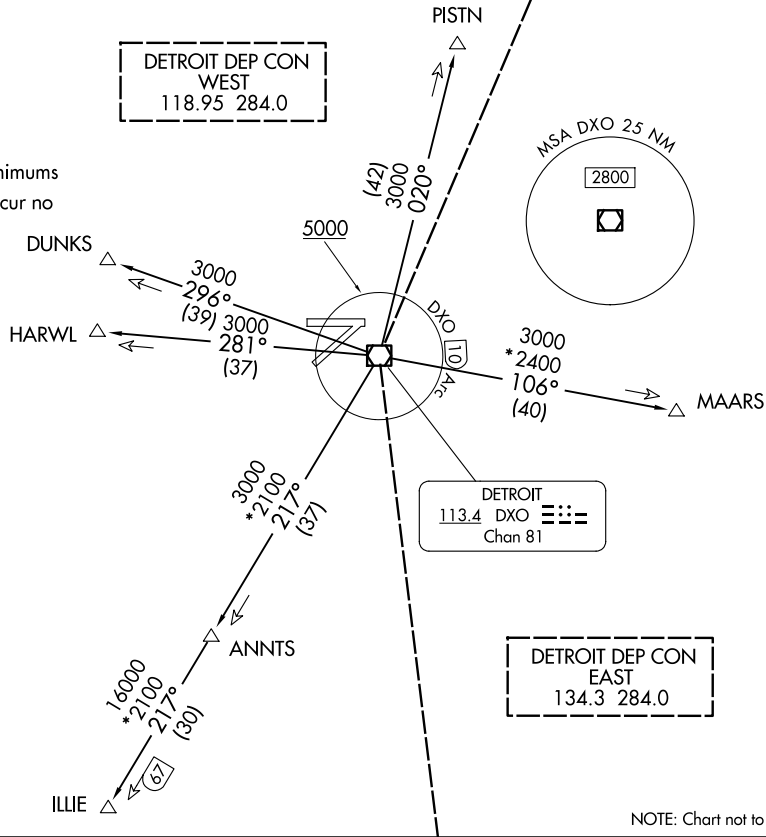 PISTN
DETROIT DEP CON
WEST
118.95 284.0
MSA DXO 25 NM
2800
nimums
cur no
(42)
3000
020°
5000
DUNKS
3000
296°
(39)
HARWL
3000
281°
(37)
DXO 10 Arc
3000
*2400
106°
(40)
MAARS
DETROIT
113.4 DXO
Chan 81
3000
*2100
217°
(37)
ANNTS
DETROIT DEP CON
EAST
134.3 284.0
16000
*2100
217°
(30)
67
ILLIE
NOTE: Chart not to